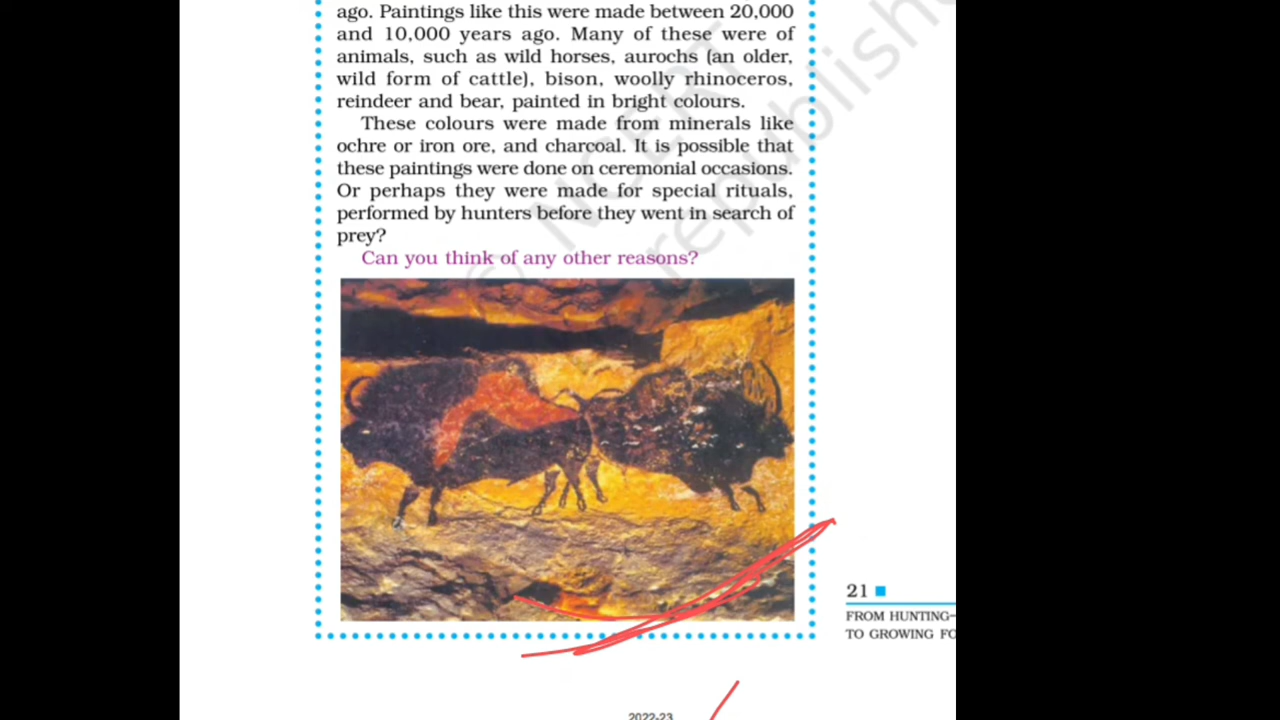 ago. Paintings like this were made between 20,000
and 10,000 years ago. Many of these were of
animals, such as wild horses, aurochs (an older,
wild form of cattle), bison, woolly rhinoceros,
reindeer and bear, painted in bright colours.
These colours were made from minerals like
ochre or iron ore, and charcoal. It is possible that
these paintings were done on ceremonial occasions.
Or perhaps they were made for special rituals,
performed by hunters before they went in search of
prey?
Can you think of any other reasons?
© NCERT
republish
21
FROM HUNTING–
TO GROWING FO
2022-23